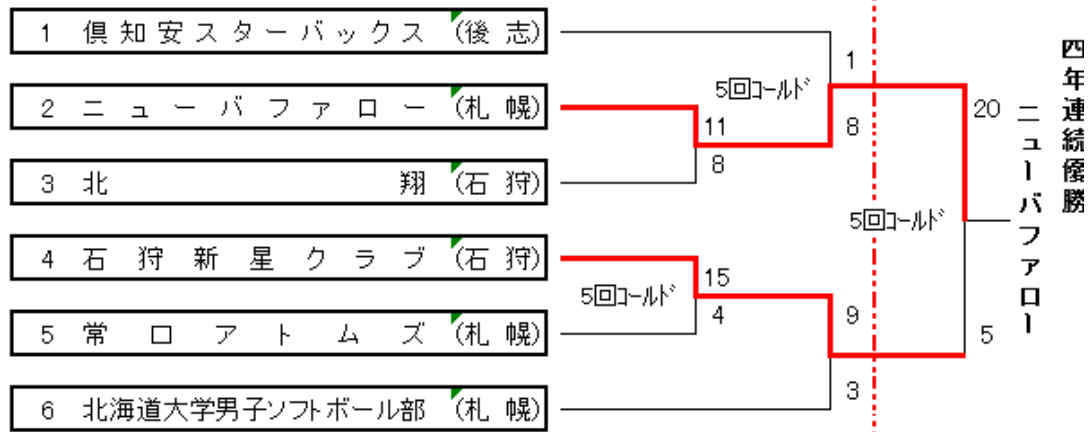 1 倶知安スターバックス (後 志)
1
5回コールド
2 ニューバファロー (札 幌)
11
8
8
3 北 翔 (石 狩)
20
5回コールド
4 石狩新星クラブ (石 狩)
5回コールド
15
4
9
5 常口アトムズ (札 幌)
5
3
6 北海道大学男子ソフトボール部 (札 幌)
四年連続優勝
ニューバファロー